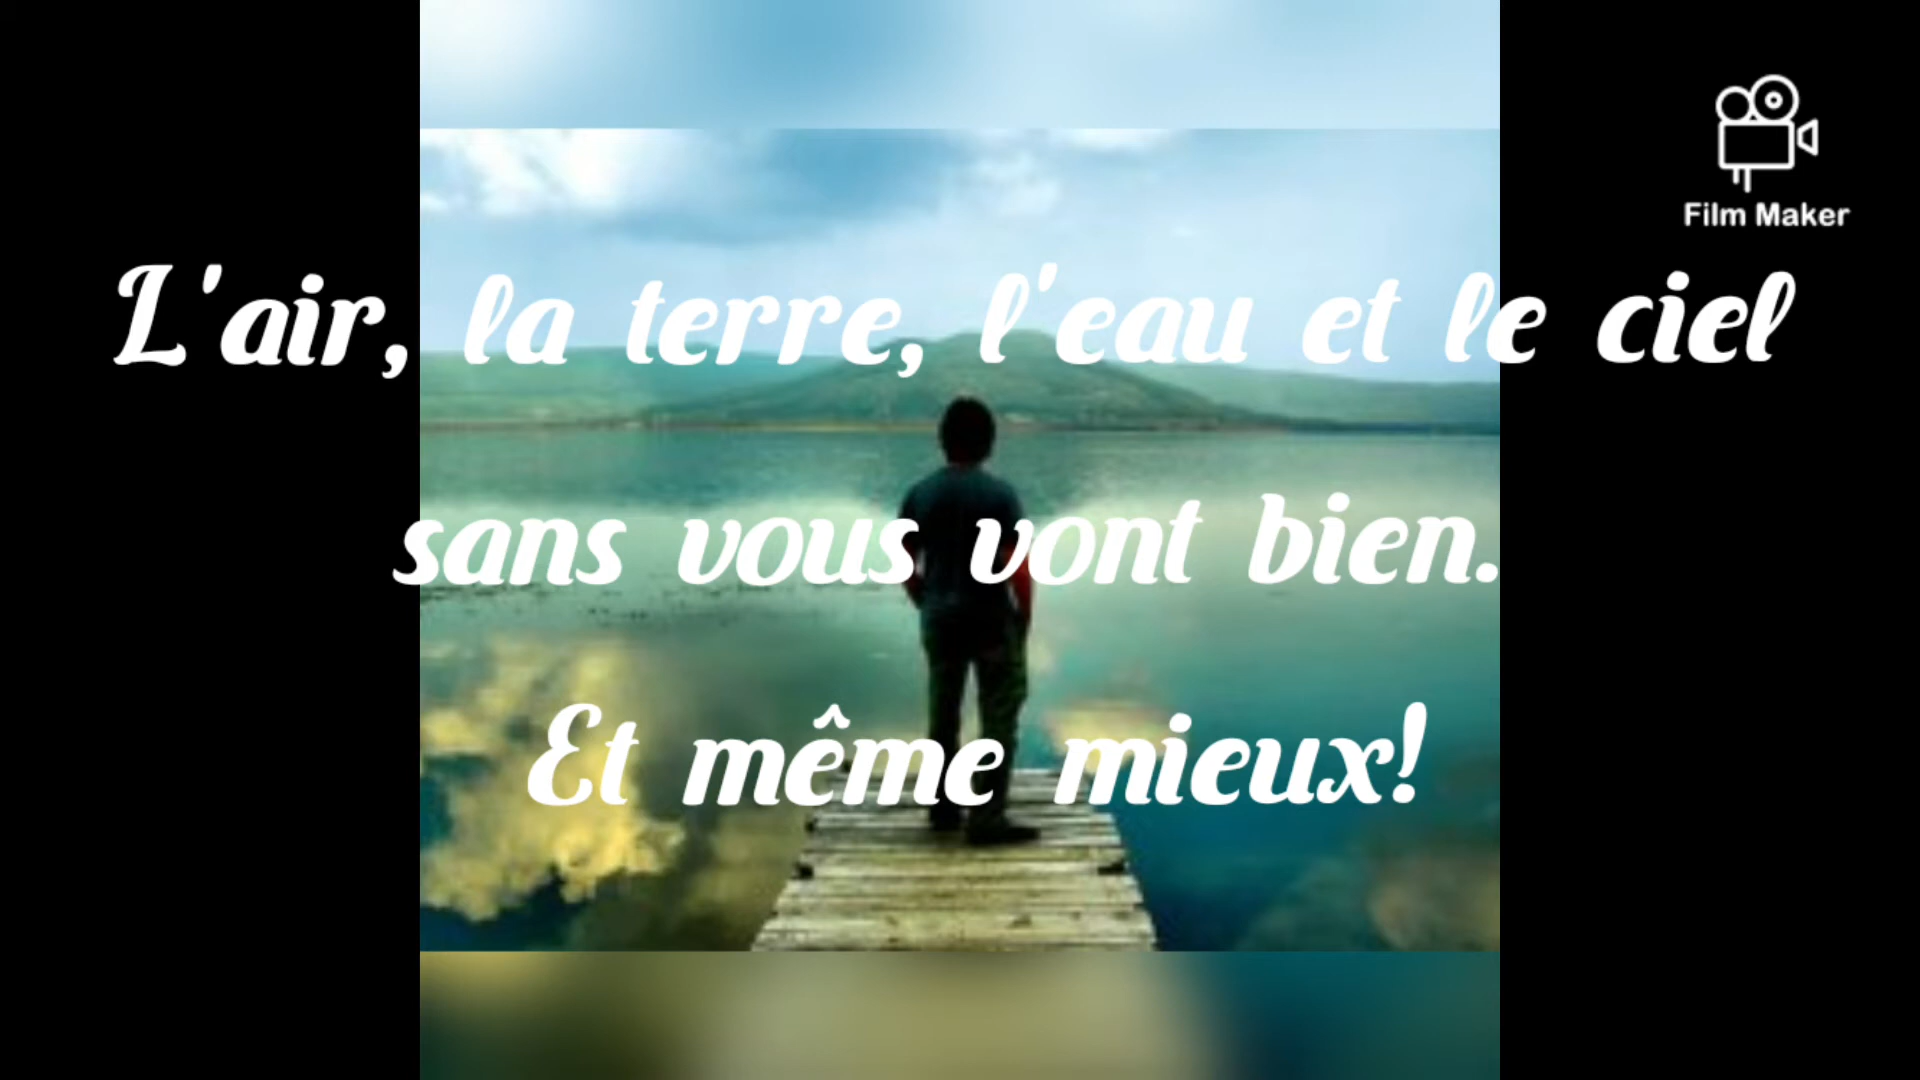 Film Maker
L'air, la terre, l'eau et le ciel
sans vous vont bien.
Et même mieux!